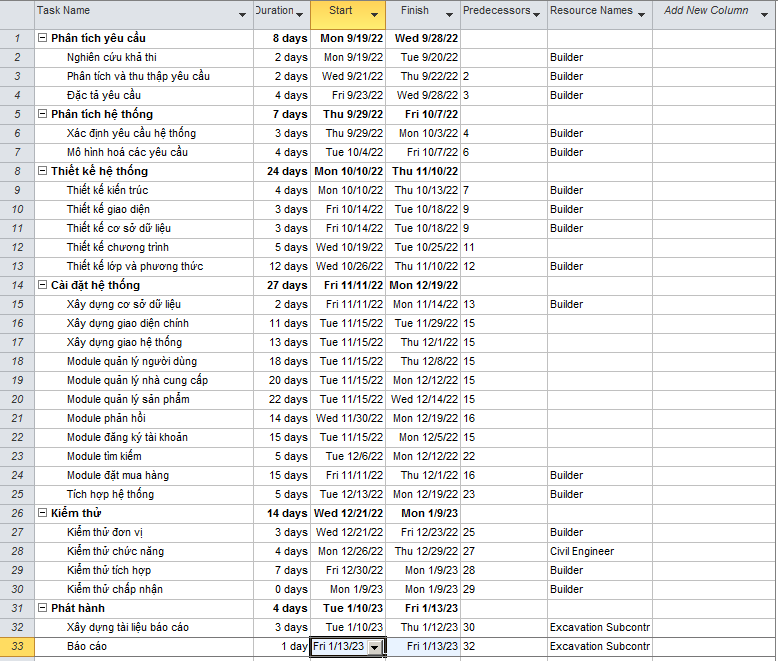 Task Name Duration Start Finish Predecessors Resource Names Add New Column
1 Phân tích yêu cầu 8 days Mon 9/19/22 Wed 9/28/22
2 Nghiên cứu khả thi 2 days Mon 9/19/22 Tue 9/20/22 Builder
3 Phân tích và thu thập yêu cầu 2 days Wed 9/21/22 Thu 9/22/22 2 Builder
4 Đặc tả yêu cầu 4 days Fri 9/23/22 Wed 9/28/22 3 Builder
5 Phân tích hệ thống 7 days Thu 9/29/22 Fri 10/7/22
6 Xác định yêu cầu hệ thống 3 days Thu 9/29/22 Mon 10/3/22 4 Builder
7 Mô hình hoá các yêu cầu 4 days Tue 10/4/22 Fri 10/7/22 6 Builder
8 Thiết kế hệ thống 24 days Mon 10/10/22 Thu 11/10/22
9 Thiết kế kiến trúc 4 days Mon 10/10/22 Thu 10/13/22 7 Builder
10 Thiết kế giao diện 3 days Fri 10/14/22 Tue 10/18/22 9 Builder
11 Thiết kế cơ sở dữ liệu 3 days Fri 10/14/22 Tue 10/18/22 9 Builder
12 Thiết kế chương trình 5 days Wed 10/19/22 Tue 10/25/22 11
13 Thiết kế lớp và phương thức 12 days Wed 10/26/22 Thu 11/10/22 12 Builder
14 Cài đặt hệ thống 27 days Fri 11/11/22 Mon 12/19/22
15 Xây dựng cơ sở dữ liệu 2 days Fri 11/11/22 Mon 11/14/22 13 Builder
16 Xây dựng giao diện chính 11 days Tue 11/15/22 Tue 11/29/22 15
17 Xây dựng giao hệ thống 13 days Tue 11/15/22 Thu 12/1/22 15
18 Module quản lý người dùng 18 days Tue 11/15/22 Thu 12/8/22 15
19 Module quản lý nhà cung cấp 20 days Tue 11/15/22 Mon 12/12/22 15
20 Module quản lý sản phẩm 22 days Tue 11/15/22 Wed 12/14/22 15
21 Module phản hồi 14 days Wed 11/30/22 Mon 12/19/22 16
22 Module đăng ký tài khoản 15 days Tue 11/15/22 Mon 12/5/22 15
23 Module tìm kiếm 5 days Tue 12/6/22 Mon 12/12/22 22
24 Module đặt mua hàng 15 days Fri 11/11/22 Thu 12/1/22 16 Builder
25 Tích hợp hệ thống 5 days Tue 12/13/22 Mon 12/19/22 23 Builder
26 Kiểm thử 14 days Wed 12/21/22 Mon 1/9/23
27 Kiểm thử đơn vị 3 days Wed 12/21/22 Fri 12/23/22 25 Builder
28 Kiểm thử chức năng 4 days Mon 12/26/22 Thu 12/29/22 27 Civil Engineer
29 Kiểm thử tích hợp 7 days Fri 12/30/22 Mon 1/9/23 28 Builder
30 Kiểm thử chấp nhận 0 days Mon 1/9/23 Mon 1/9/23 29 Builder
31 Phát hành 4 days Tue 1/10/23 Fri 1/13/23
32 Xây dựng tài liệu báo cáo 3 days Tue 1/10/23 Thu 1/12/23 30 Excavation Subcontr
33 Báo cáo 1 day Fri 1/13/23 Fri 1/13/23 32 Excavation Subcontr